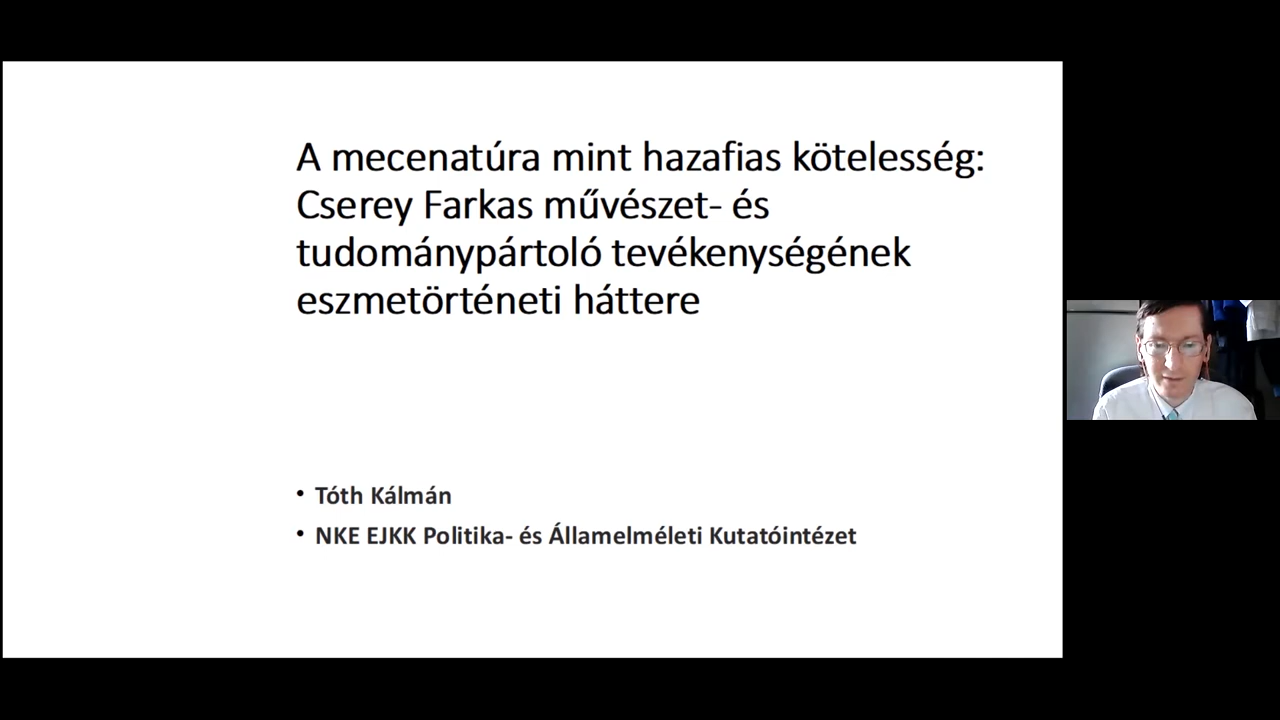 A mecenatúra mint hazafias kötelesség:
Cserey Farkas művészet- és
tudománypártoló tevékenységének
eszmetörténeti háttere
• Tóth Kálmán
• NKE EJKK Politika- és Államelméleti Kutatóintézet